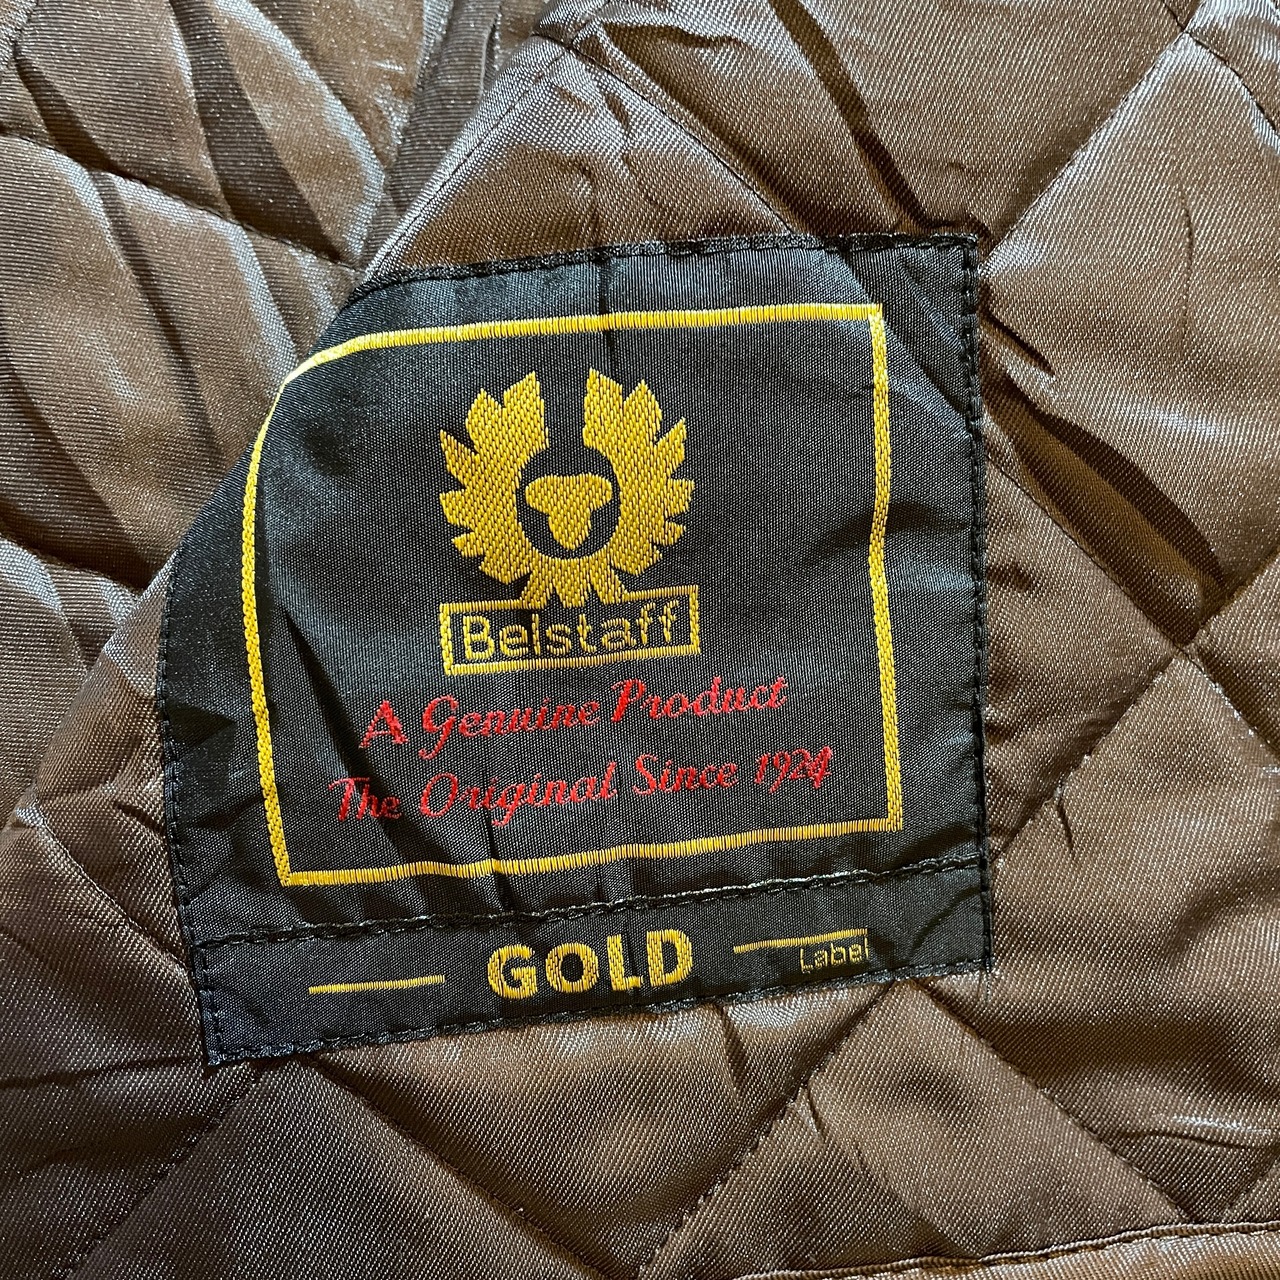 Belstaff
A Genuine Product
The Original Since 1924
GOLD
Label